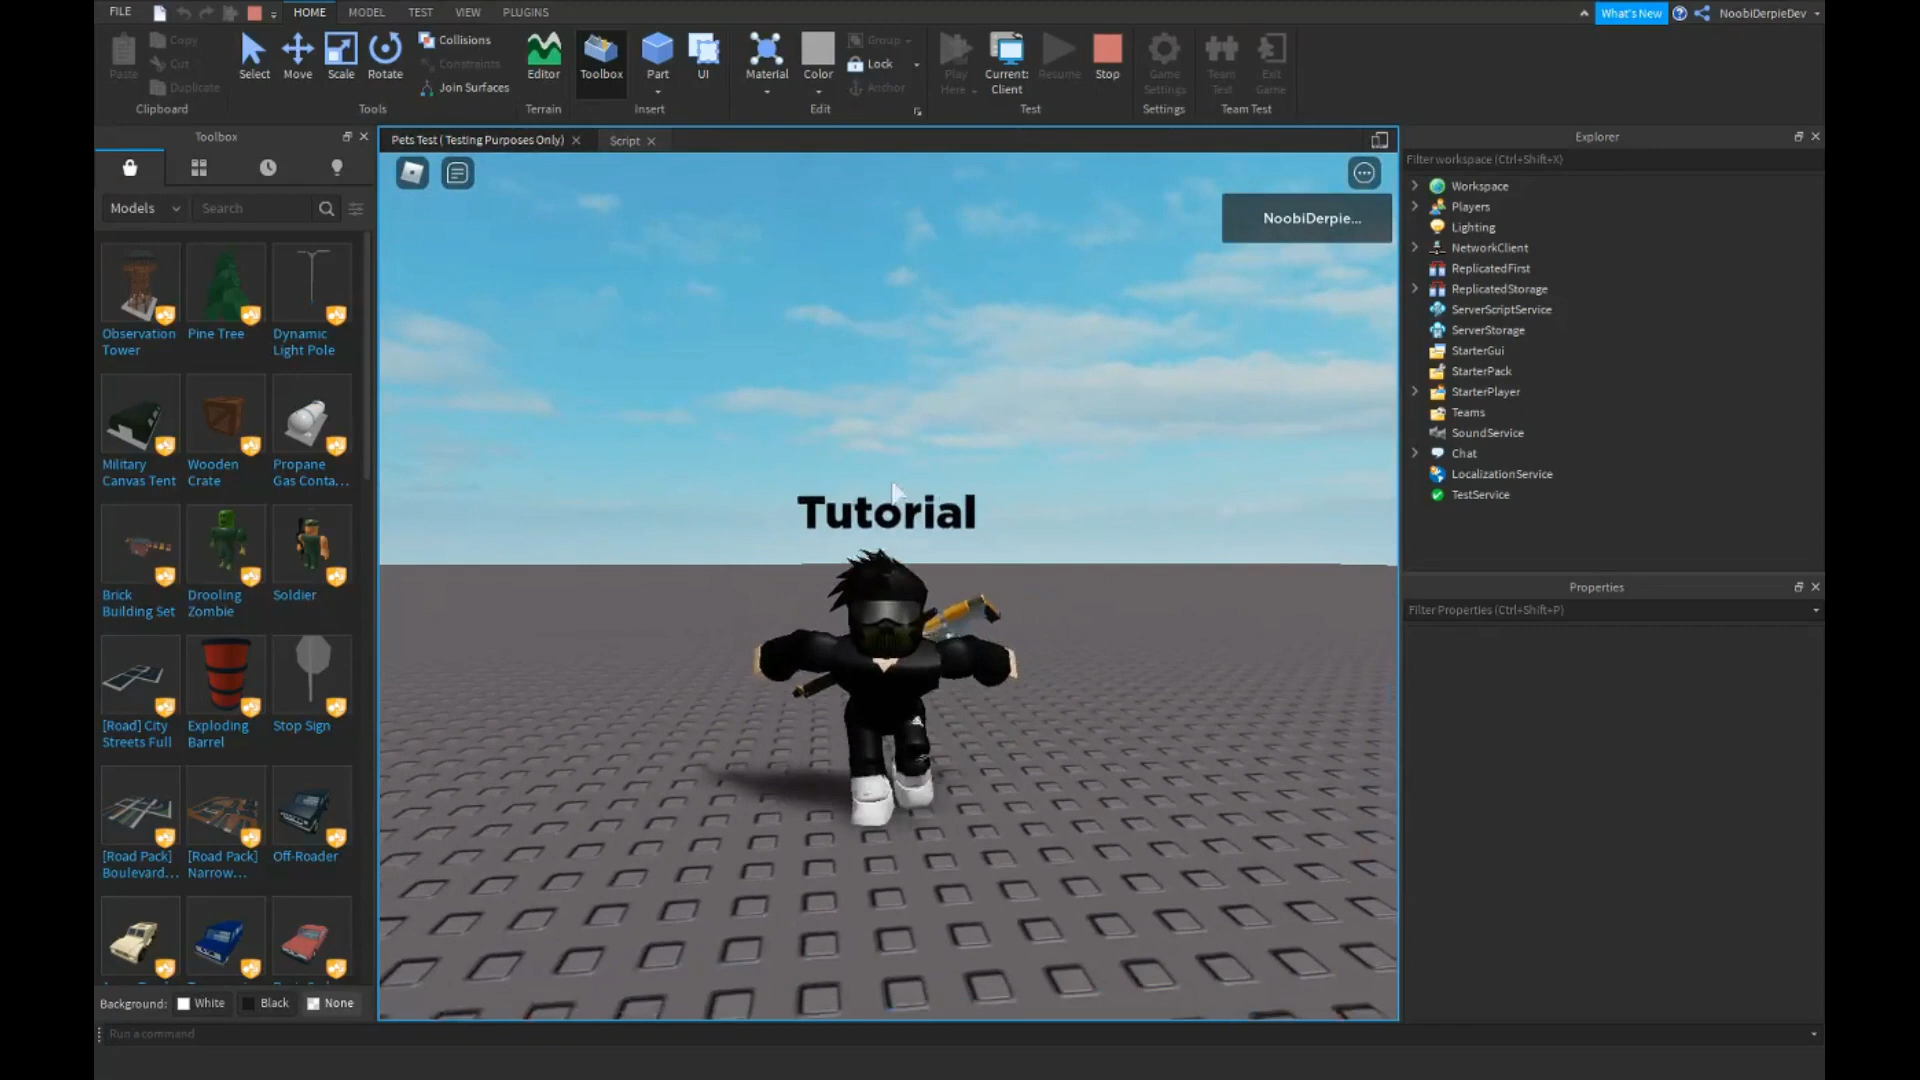 FILE
HOME
MODEL
TEST
VIEW
PLUGINS
What's New
NoobiDerpieDev
Paste
Copy
Cut
Duplicate
Clipboard
Select
Move
Scale
Rotate
Collisions
Constraints
Join Surfaces
Tools
Editor
Terrain
Toolbox
Part
UI
Insert
Material
Color
Group
Lock
Anchor
Edit
Play
Here
Current:
Client
Resume
Stop
Test
Game
Settings
Settings
Team
Test
Exit
Game
Team Test
Toolbox
Models
Search
Observation
Tower
Pine Tree
Dynamic
Light Pole
Military
Canvas Tent
Wooden
Crate
Propane
Gas Conta...
Brick
Building Set
Drooling
Zombie
Soldier
[Road] City
Streets Full
Exploding
Barrel
Stop Sign
[Road Pack]
Boulevard...
[Road Pack]
Narrow...
Off-Roader
Background:
White
Black
None
Run a command
Pets Test ( Testing Purposes Only)
Script
NoobiDerpie...
Tutorial
Explorer
Filter workspace (Ctrl+Shift+X)
Workspace
Players
Lighting
NetworkClient
ReplicatedFirst
ReplicatedStorage
ServerScriptService
ServerStorage
StarterGui
StarterPack
StarterPlayer
Teams
SoundService
Chat
LocalizationService
TestService
Properties
Filter Properties (Ctrl+Shift+P)